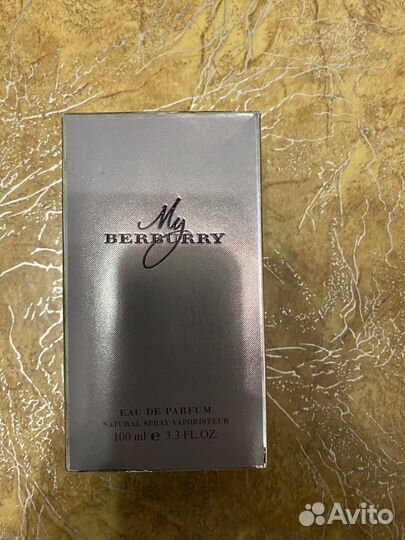 My
BERBURRY
EAU DE PARFUM
NATURAL SPRAY VAPORISTEUR
100 ml e 3.3 FL.OZ.
Avito